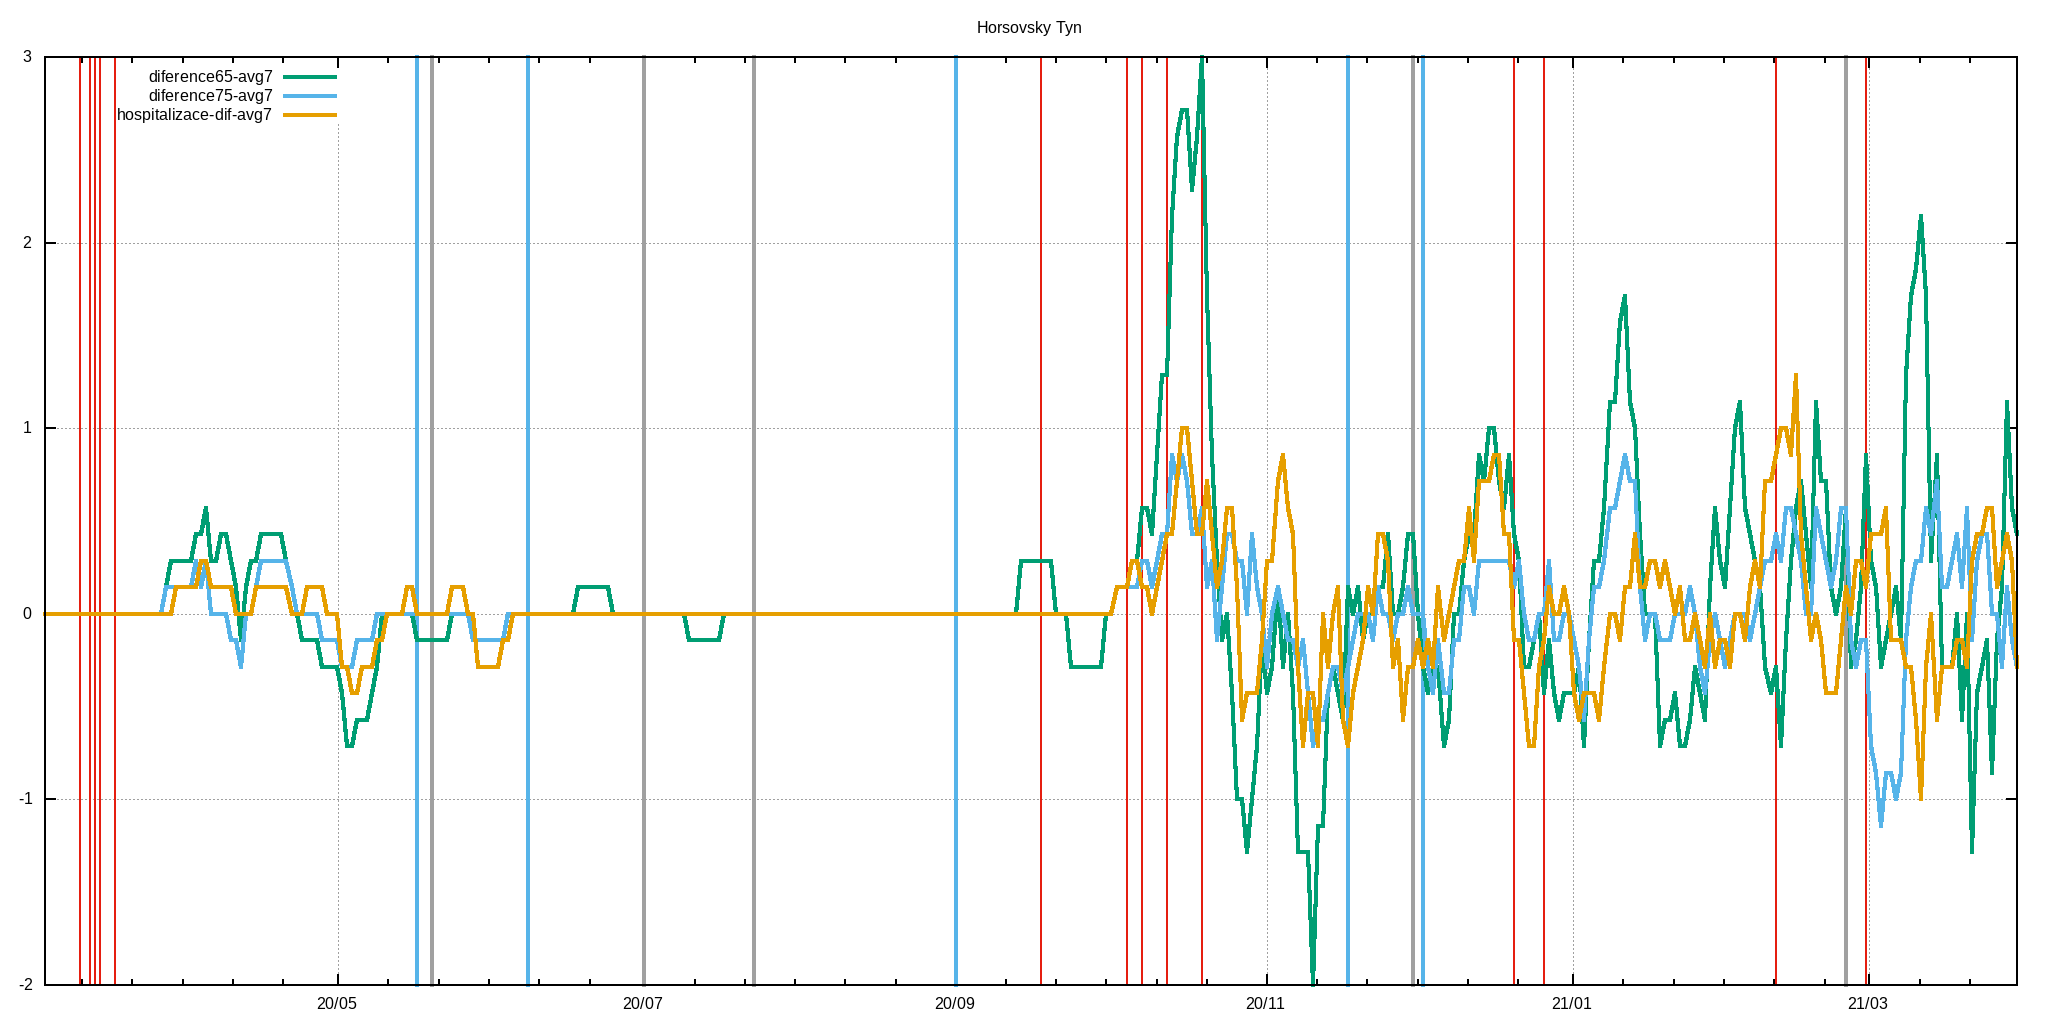 Horsovsky Tyn
3
diference65-avg7
diference75-avg7
hospitalizace-dif-avg7
2
1
0
-1
-2
20/05 20/07 20/09 20/11 21/01 21/03